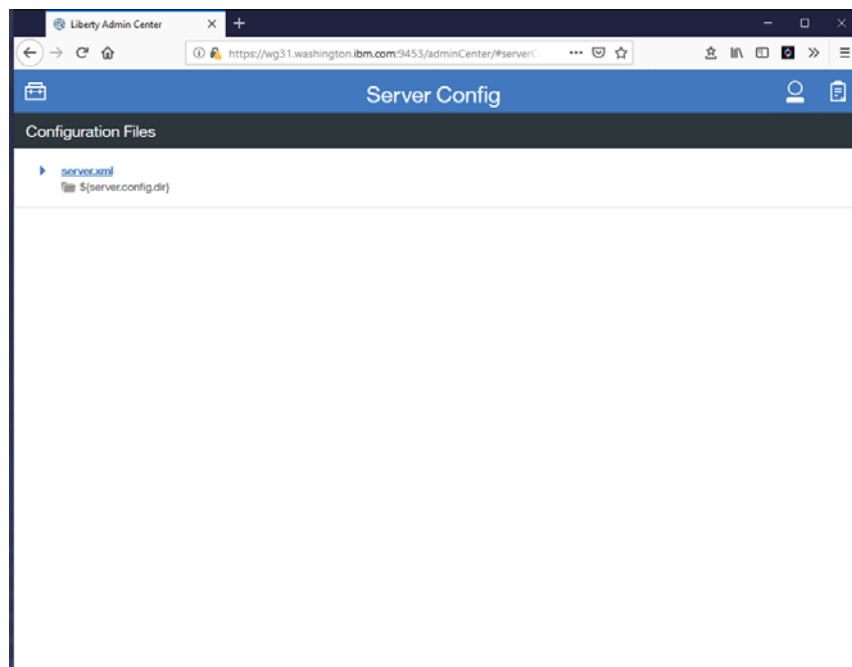 Liberty Admin Center
https://wg31.washington.ibm.com:9453/adminCenter/#serverC
Server Config
Configuration Files
server.xml
${server.config.dir}